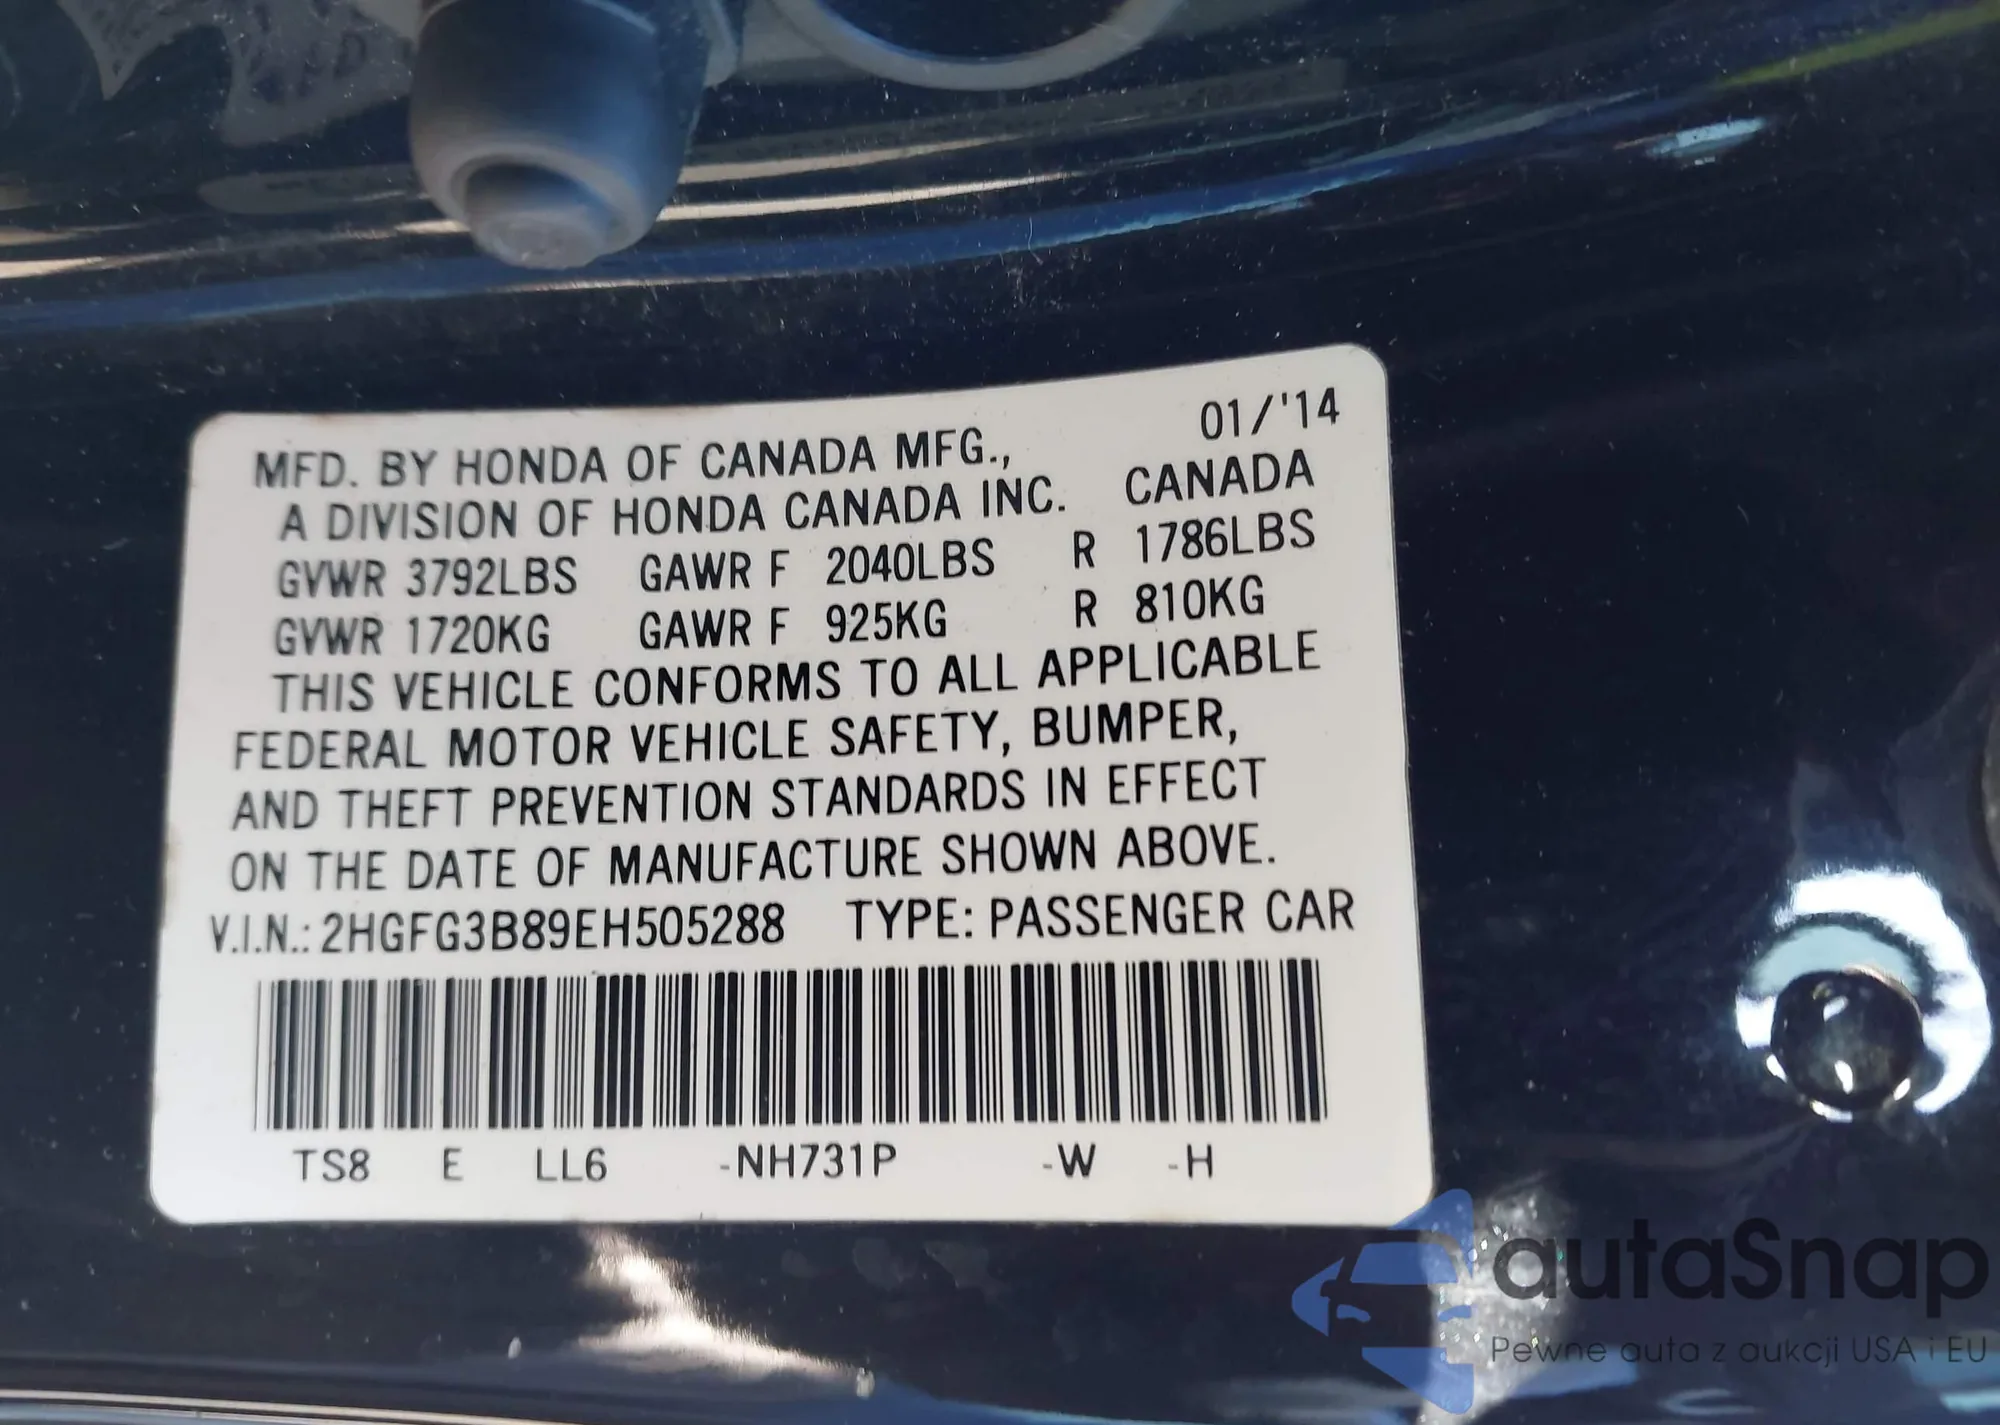 01/'14
MFD. BY HONDA OF CANADA MFG.,
A DIVISION OF HONDA CANADA INC. CANADA
GVWR 3792LBS GAWR F 2040LBS R 1786LBS
GVWR 1720KG GAWR F 925KG R 810KG
THIS VEHICLE CONFORMS TO ALL APPLICABLE
FEDERAL MOTOR VEHICLE SAFETY, BUMPER,
AND THEFT PREVENTION STANDARDS IN EFFECT
ON THE DATE OF MANUFACTURE SHOWN ABOVE.
V.I.N.: 2HGFG3B89EH505288 TYPE: PASSENGER CAR
TS8 E LL6 -NH731P -W -H
autaSnap
Pewne auta z aukcji USA i EU